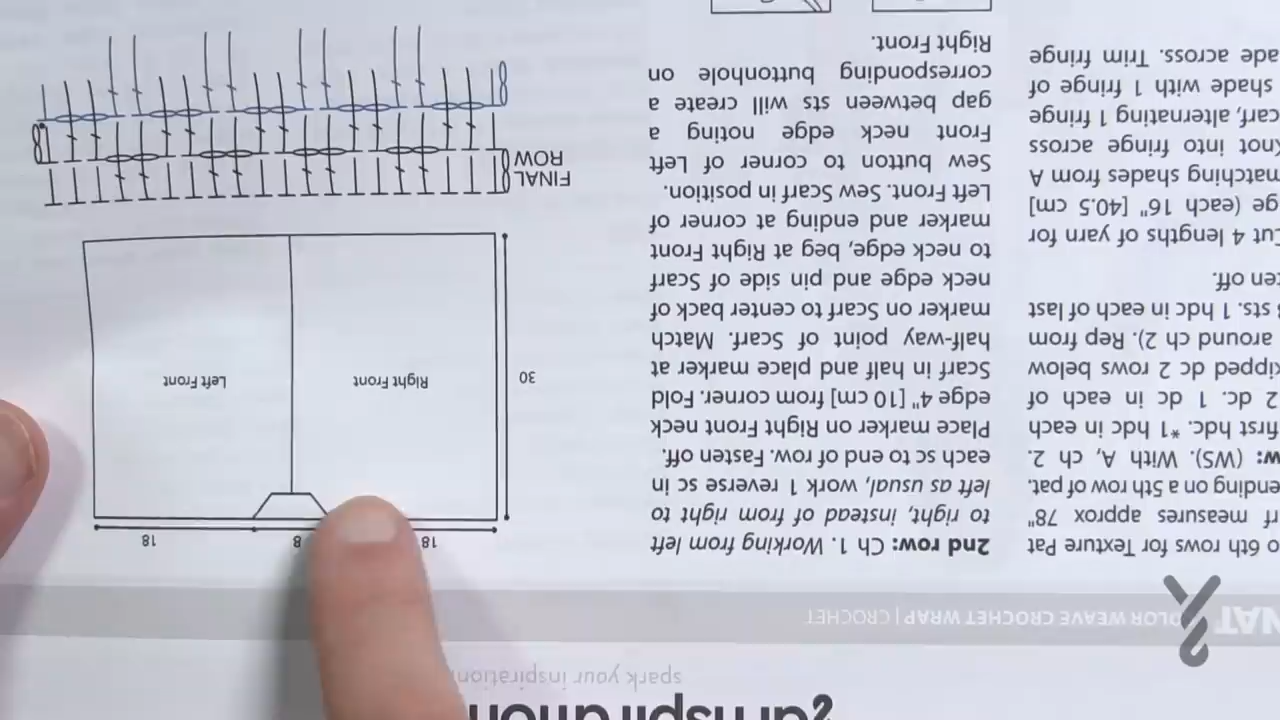 spark your inspiration
NAT OLOR WEAVE CROCHET WRAP | CROCHET
6th rows for Texture Pat
measures approx 78"
ending on a 5th row of pat.
(WS). With A, ch 2.
first hdc. *1 hdc in each
2 dc. 1 dc in each of
kipped dc 2 rows below
around ch 2). Rep from
sts. 1 hdc in each of last
ten off.
ut 4 lengths of yarn for
ge (each 16" [40.5 cm]
matching shades from A
knot into fringe across
carf, alternating 1 fringe
shade with 1 fringe of
ade across. Trim fringe
2nd row: Ch 1. Working from left
to right, instead of from right to
left as usual, work 1 reverse sc in
each sc to end of row. Fasten off.
Place marker on Right Front neck
edge 4" [10 cm] from corner. Fold
Scarf in half and place marker at
half-way point of Scarf. Match
marker on Scarf to center back of
neck edge and pin side of Scarf
to neck edge, beg at Right Front
marker and ending at corner of
Left Front. Sew Scarf in position.
Sew button to corner of Left
Front neck edge noting a
gap between sts will create a
corresponding buttonhole on
Right Front.
18 8 18
30
Right Front
Left Front
FINAL
ROW